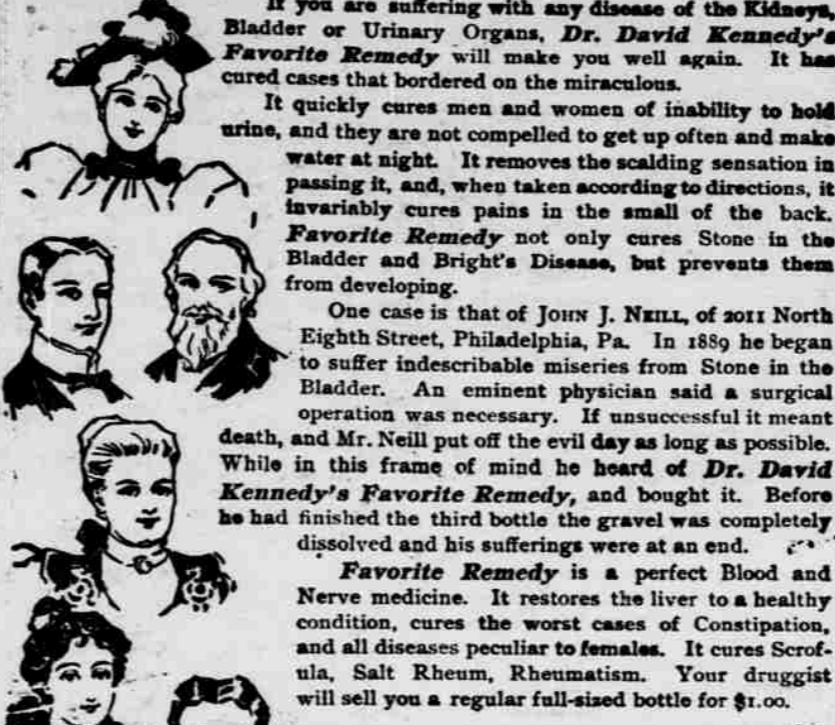 If you are suffering with any disease of the Kidneys,
Bladder or Urinary Organs, Dr. David Kennedy's
Favorite Remedy will make you well again. It has
cured cases that bordered on the miraculous.
It quickly cures men and women of inability to hold
urine, and they are not compelled to get up often and make
water at night. It removes the scalding sensation in
passing it, and, when taken according to directions, it
invariably cures pains in the small of the back.
Favorite Remedy not only cures Stone in the
Bladder and Bright's Disease, but prevents them
from developing.
One case is that of JOHN J. NEILL, of 2011 North
Eighth Street, Philadelphia, Pa. In 1889 he began
to suffer indescribable miseries from Stone in the
Bladder. An eminent physician said a surgical
operation was necessary. If unsuccessful it meant
death, and Mr. Neill put off the evil day as long as possible.
While in this frame of mind he heard of Dr. David
Kennedy's Favorite Remedy, and bought it. Before
he had finished the third bottle the gravel was completely
dissolved and his sufferings were at an end.
Favorite Remedy is a perfect Blood and
Nerve medicine. It restores the liver to a healthy
condition, cures the worst cases of Constipation,
and all diseases peculiar to females. It cures Scrof-
ula, Salt Rheum, Rheumatism. Your druggist
will sell you a regular full-sized bottle for $1.00.